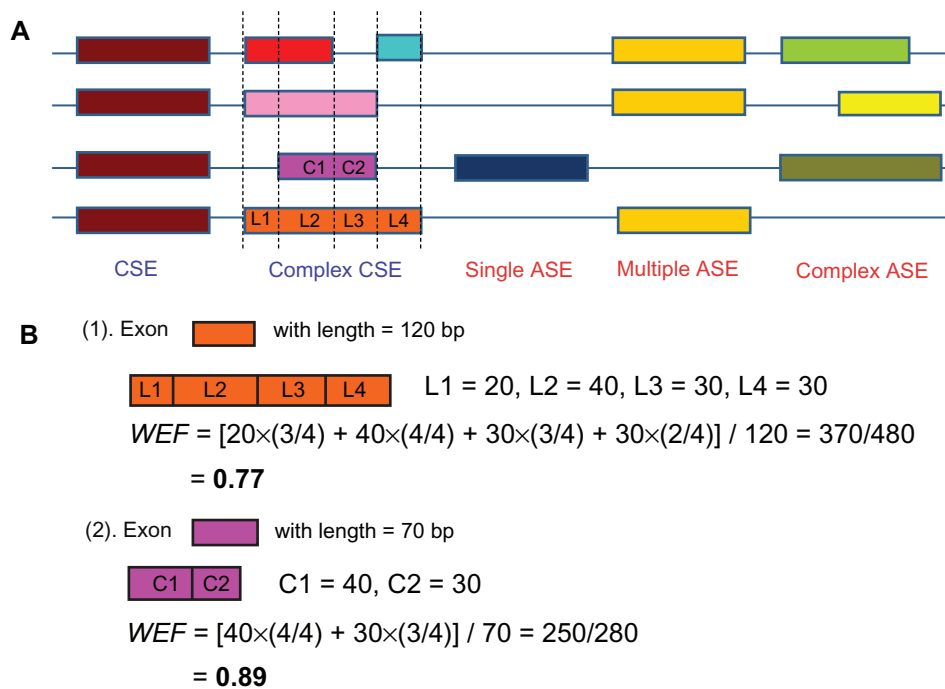 A
C1 C2
L1 L2 L3 L4
CSE Complex CSE Single ASE Multiple ASE Complex ASE
B (1). Exon with length = 120 bp
L1 L2 L3 L4 L1 = 20, L2 = 40, L3 = 30, L4 = 30
WEF = [20×(3/4) + 40×(4/4) + 30×(3/4) + 30×(2/4)] / 120 = 370/480
= 0.77
(2). Exon with length = 70 bp
C1 C2 C1 = 40, C2 = 30
WEF = [40×(4/4) + 30×(3/4)] / 70 = 250/280
= 0.89